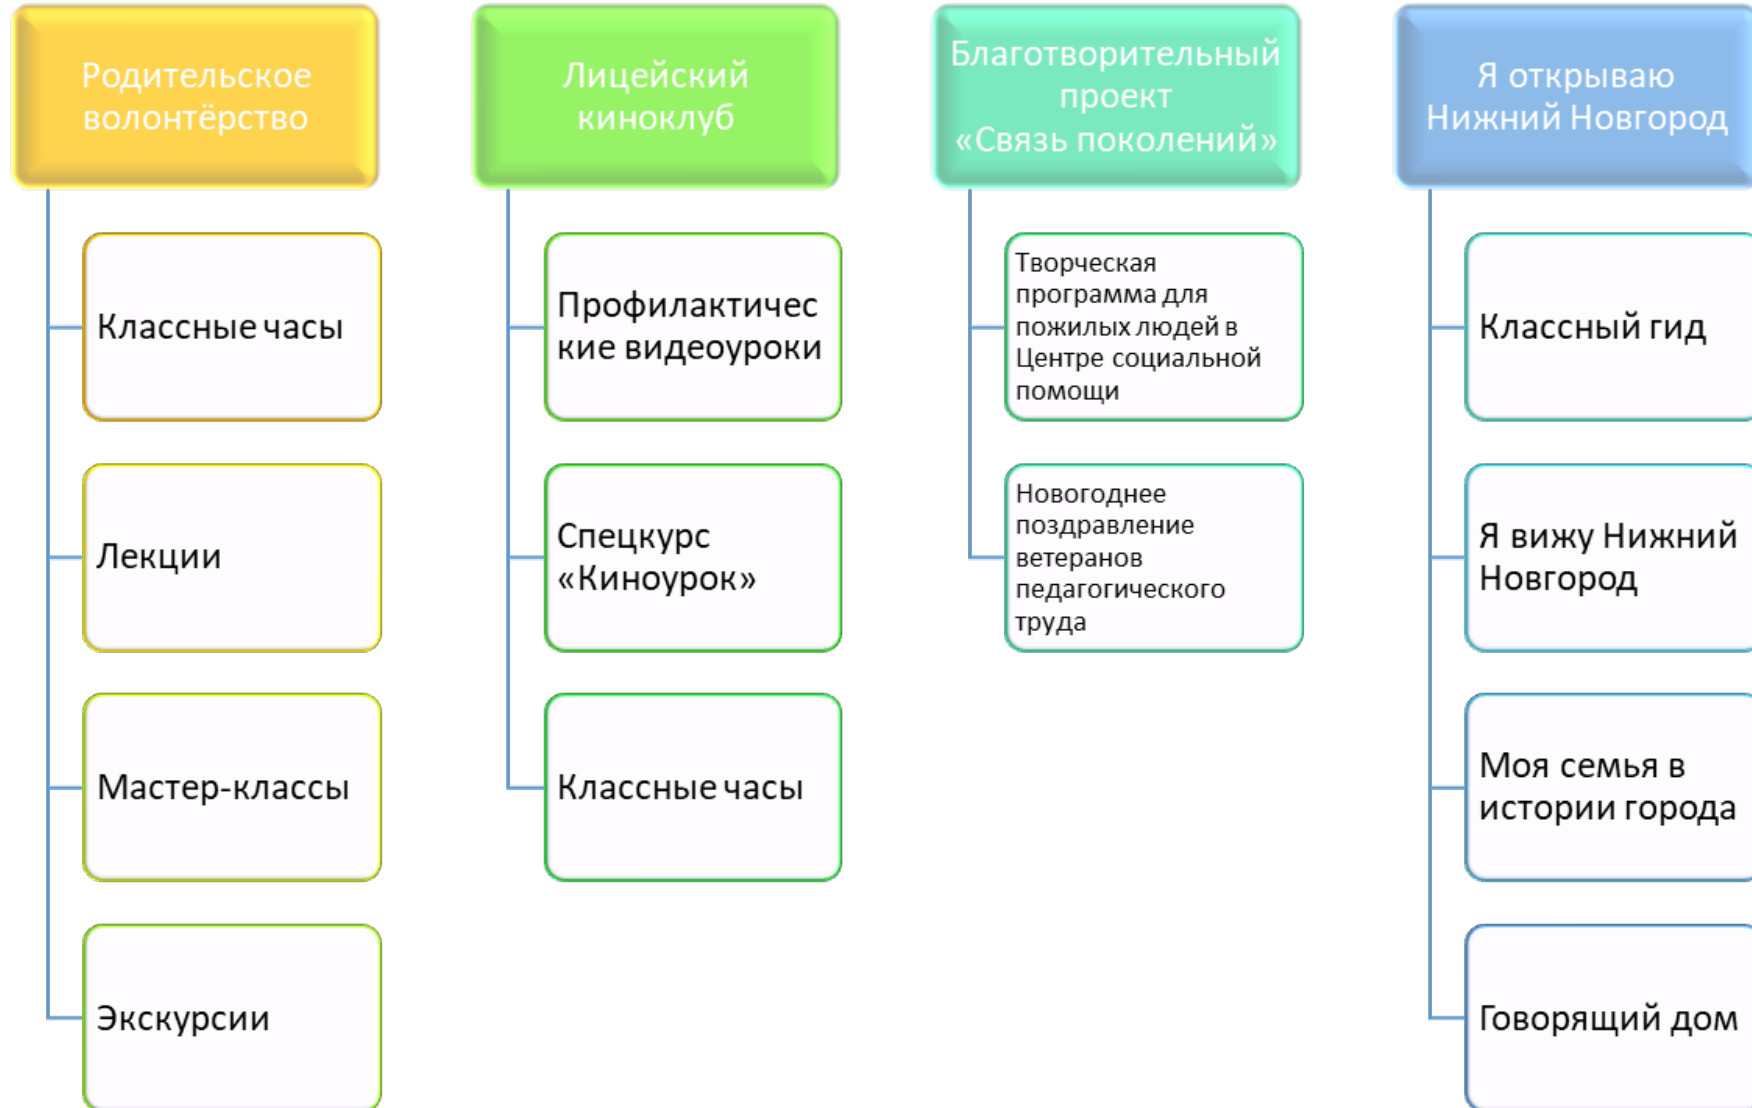 Родительское
волонтёрство
Классные часы
Лекции
Мастер-классы
Экскурсии
Лицейский
киноклуб
Профилактичес
кие видеоуроки
Спецкурс
«Киноурок»
Классные часы
Благотворительный
проект
«Связь поколений»
Творческая
программа для
пожилых людей в
Центре социальной
помощи
Новогоднее
поздравление
ветеранов
педагогического
труда
Я открываю
Нижний Новгород
Классный гид
Я вижу Нижний
Новгород
Моя семья в
истории города
Говорящий дом